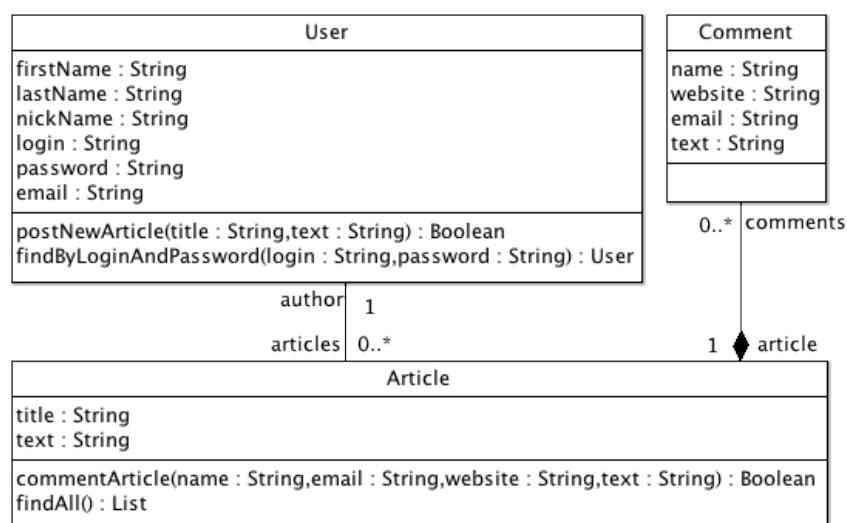 User
firstName : String
lastName : String
nickName : String
login : String
password : String
email : String
postNewArticle(title : String,text : String) : Boolean
findByLoginAndPassword(login : String,password : String) : User
Comment
name : String
website : String
email : String
text : String
0..* comments
author 1
articles 0..*
1 article
Article
title : String
text : String
commentArticle(name : String,email : String,website : String,text : String) : Boolean
findAll() : List